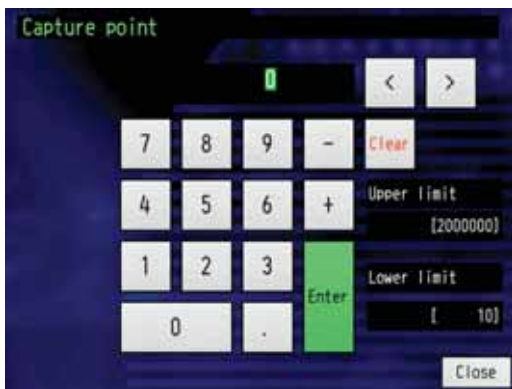 Capture point
0
< >
7 8 9 - Clear
4 5 6 +
Upper limit
[2000000]
1 2 3 Enter
Lower limit
[ 10]
0 .
Close